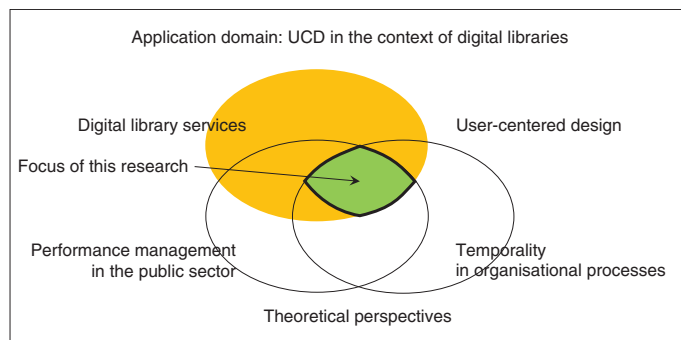 Application domain: UCD in the context of digital libraries
Digital library services
User-centered design
Focus of this research
Performance management
in the public sector
Temporality
in organisational processes
Theoretical perspectives